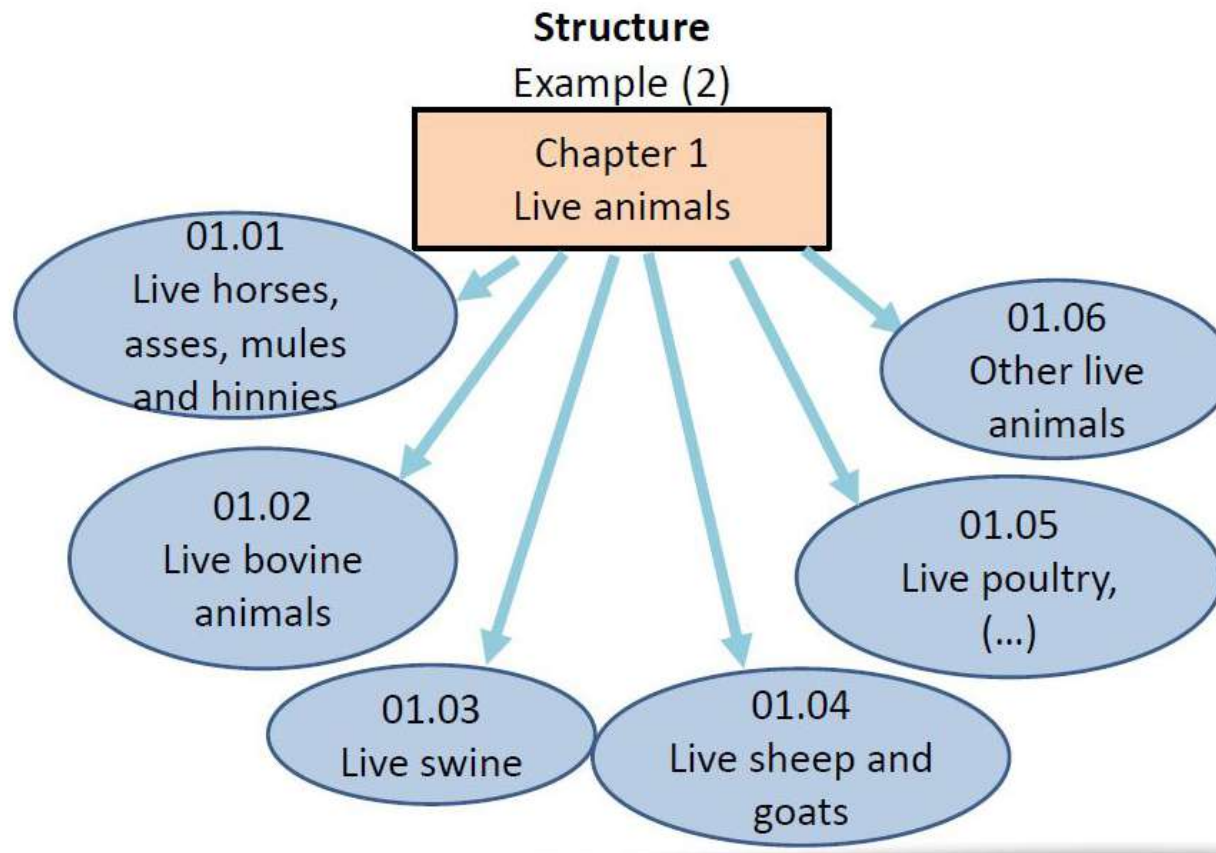 Structure
Example (2)
Chapter 1
Live animals
01.01
Live horses,
asses, mules
and hinnies
01.02
Live bovine
animals
01.03
Live swine
01.04
Live sheep and
goats
01.05
Live poultry,
(...)
01.06
Other live
animals